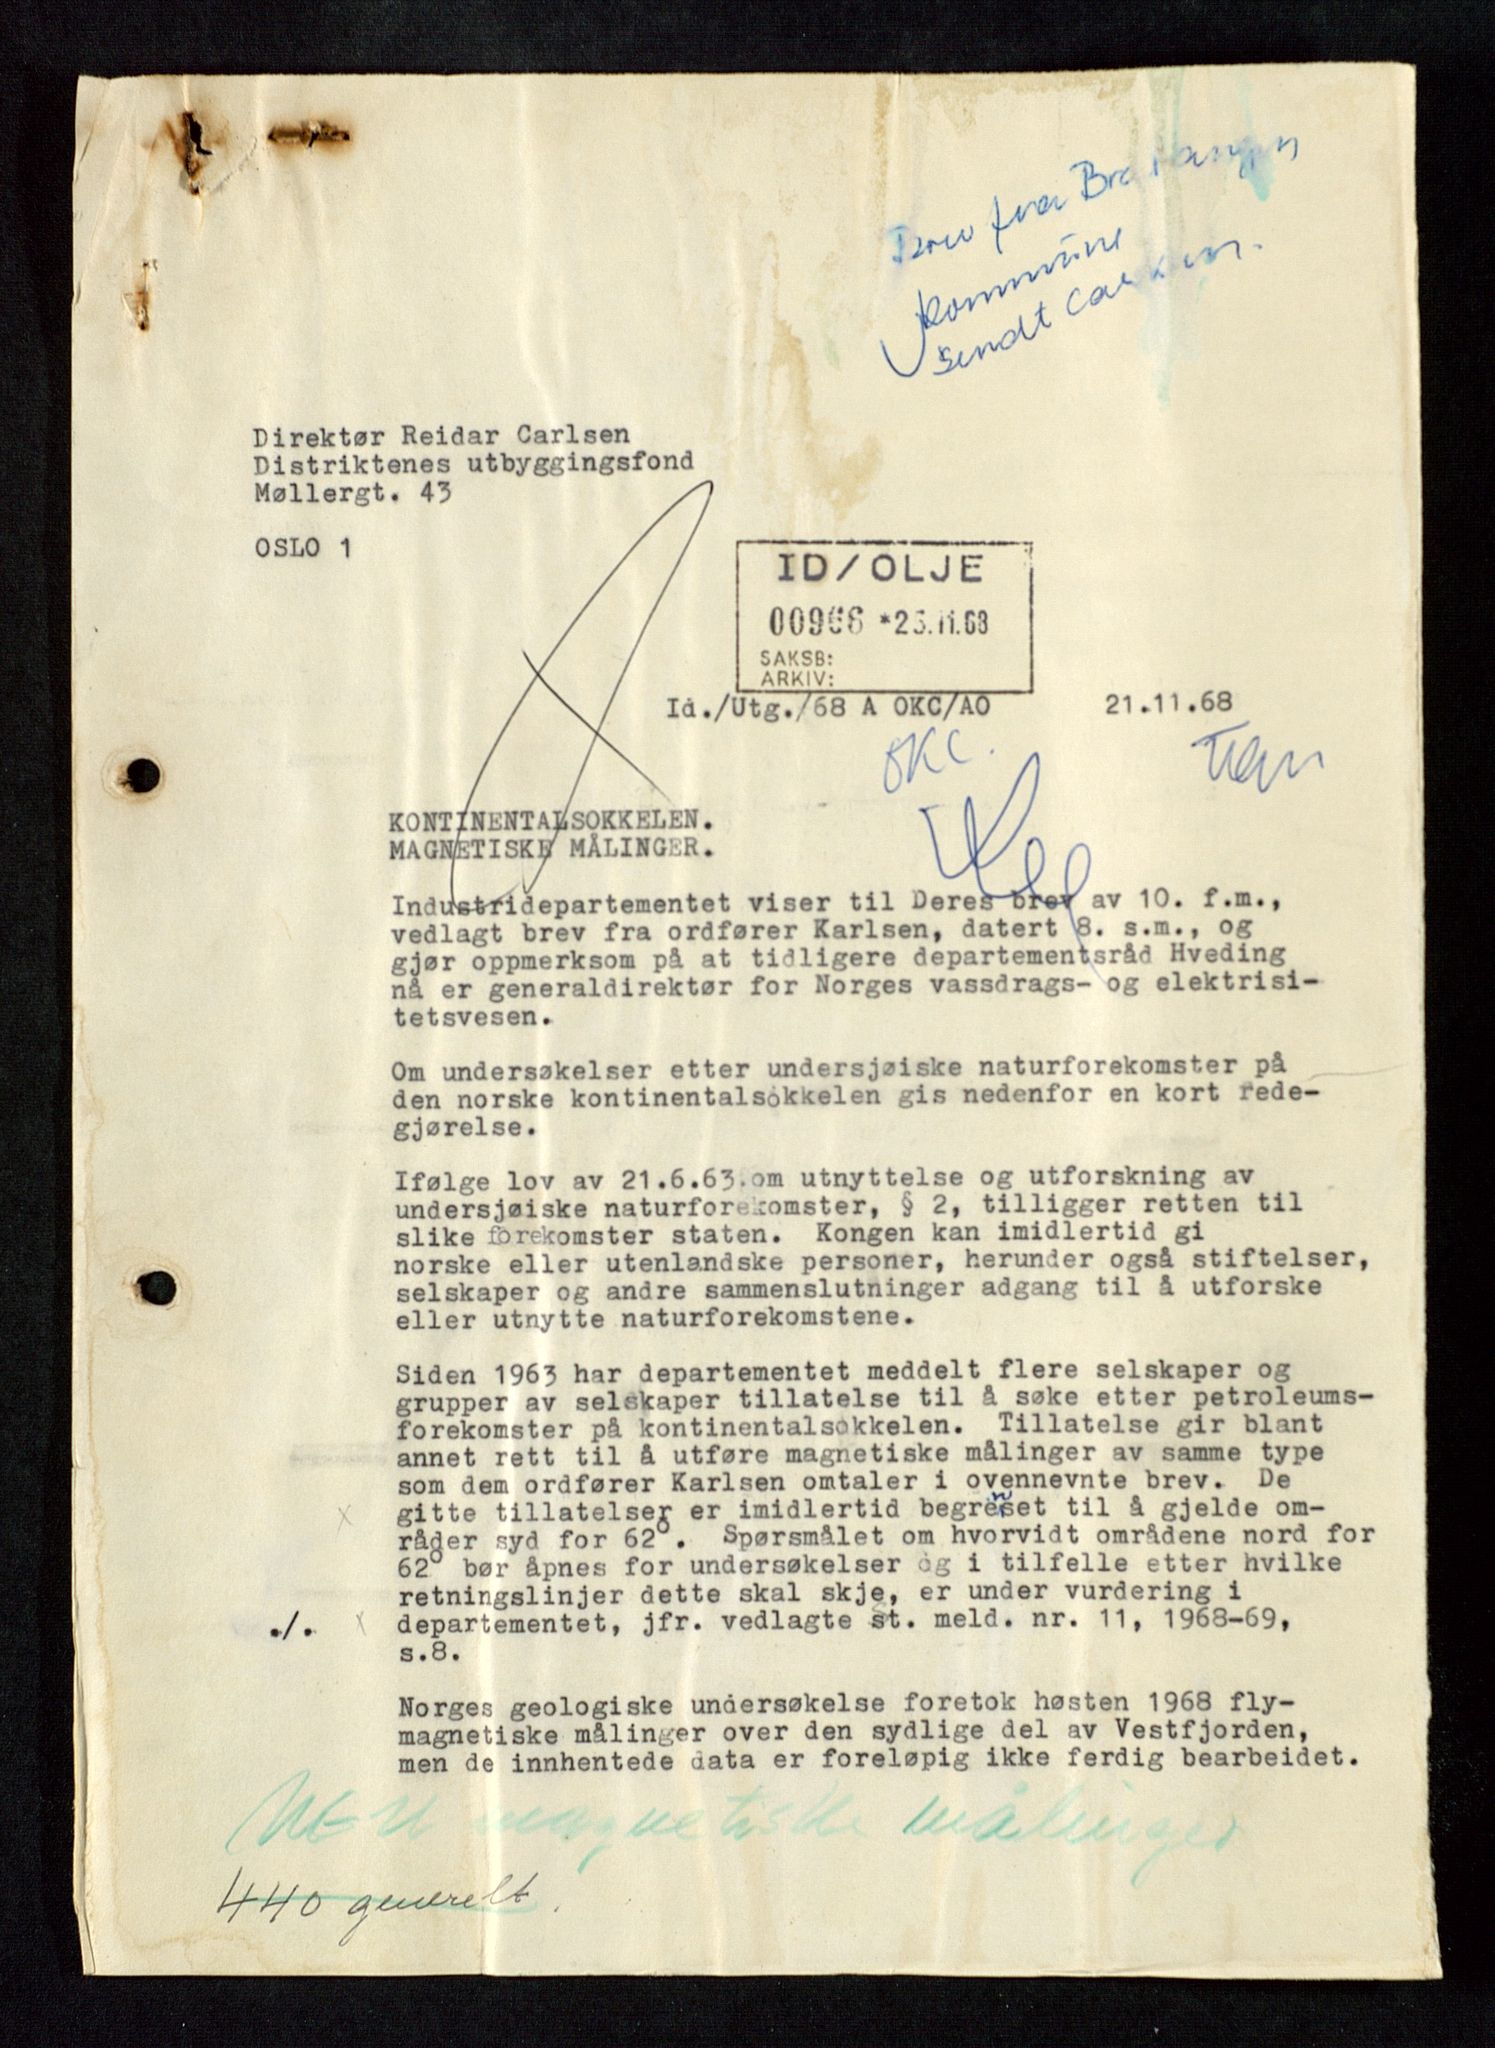 Brev fra
kommune
sendt Carlsen.
Direktør Reidar Carlsen
Distriktenes utbyggingsfond
Møllergt. 43
OSLO 1
ID/OLJE
SAKSB:
ARKIV:
Id./Utg./68 A OKC/AO 21.11.68
OKC.
KONTINENTALSOKKELEN.
MAGNETISKE MÅLINGER.
Industridepartementet viser til Deres brev av 10. f.m.,
vedlagt brev fra ordfører Karlsen, datert 8. s.m., og
gjør oppmerksom på at tidligere departementsråd Hveding
nå er generaldirektør for Norges vassdrags- og elektrisi-
tetsvesen.
Om undersøkelser etter undersjøiske naturforekomster på
den norske kontinentalsokkelen gis nedenfor en kort rede-
gjørelse.
Ifølge lov av 21.6.63 om utnyttelse og utforskning av
undersjøiske naturforekomster, § 2, tilligger retten til
slike forekomster staten. Kongen kan imidlertid gi
norske eller utenlandske personer, herunder også stiftelser,
selskaper og andre sammenslutninger adgang til å utforske
eller utnytte naturforekomstene.
Siden 1963 har departementet meddelt flere selskaper og
grupper av selskaper tillatelse til å søke etter petroleums-
forekomster på kontinentalsokkelen. Tillatelse gir blant
annet rett til å utføre magnetiske målinger av samme type
som dem ordfører Karlsen omtaler i ovennevnte brev. De
gitte tillatelser er imidlertid begrenset til å gjelde om-
råder syd for 62°. Spørsmålet om hvorvidt områdene nord for
62° bør åpnes for undersøkelser og i tilfelle etter hvilke
retningslinjer dette skal skje, er under vurdering i
./. departementet, jfr. vedlagte st. meld. nr. 11, 1968-69,
s.8.
Norges geologiske undersøkelse foretok høsten 1968 fly-
magnetiske målinger over den sydlige del av Vestfjorden,
men de innhentede data er foreløpig ikke ferdig bearbeidet.
magnetiske målinger
440 generelt.